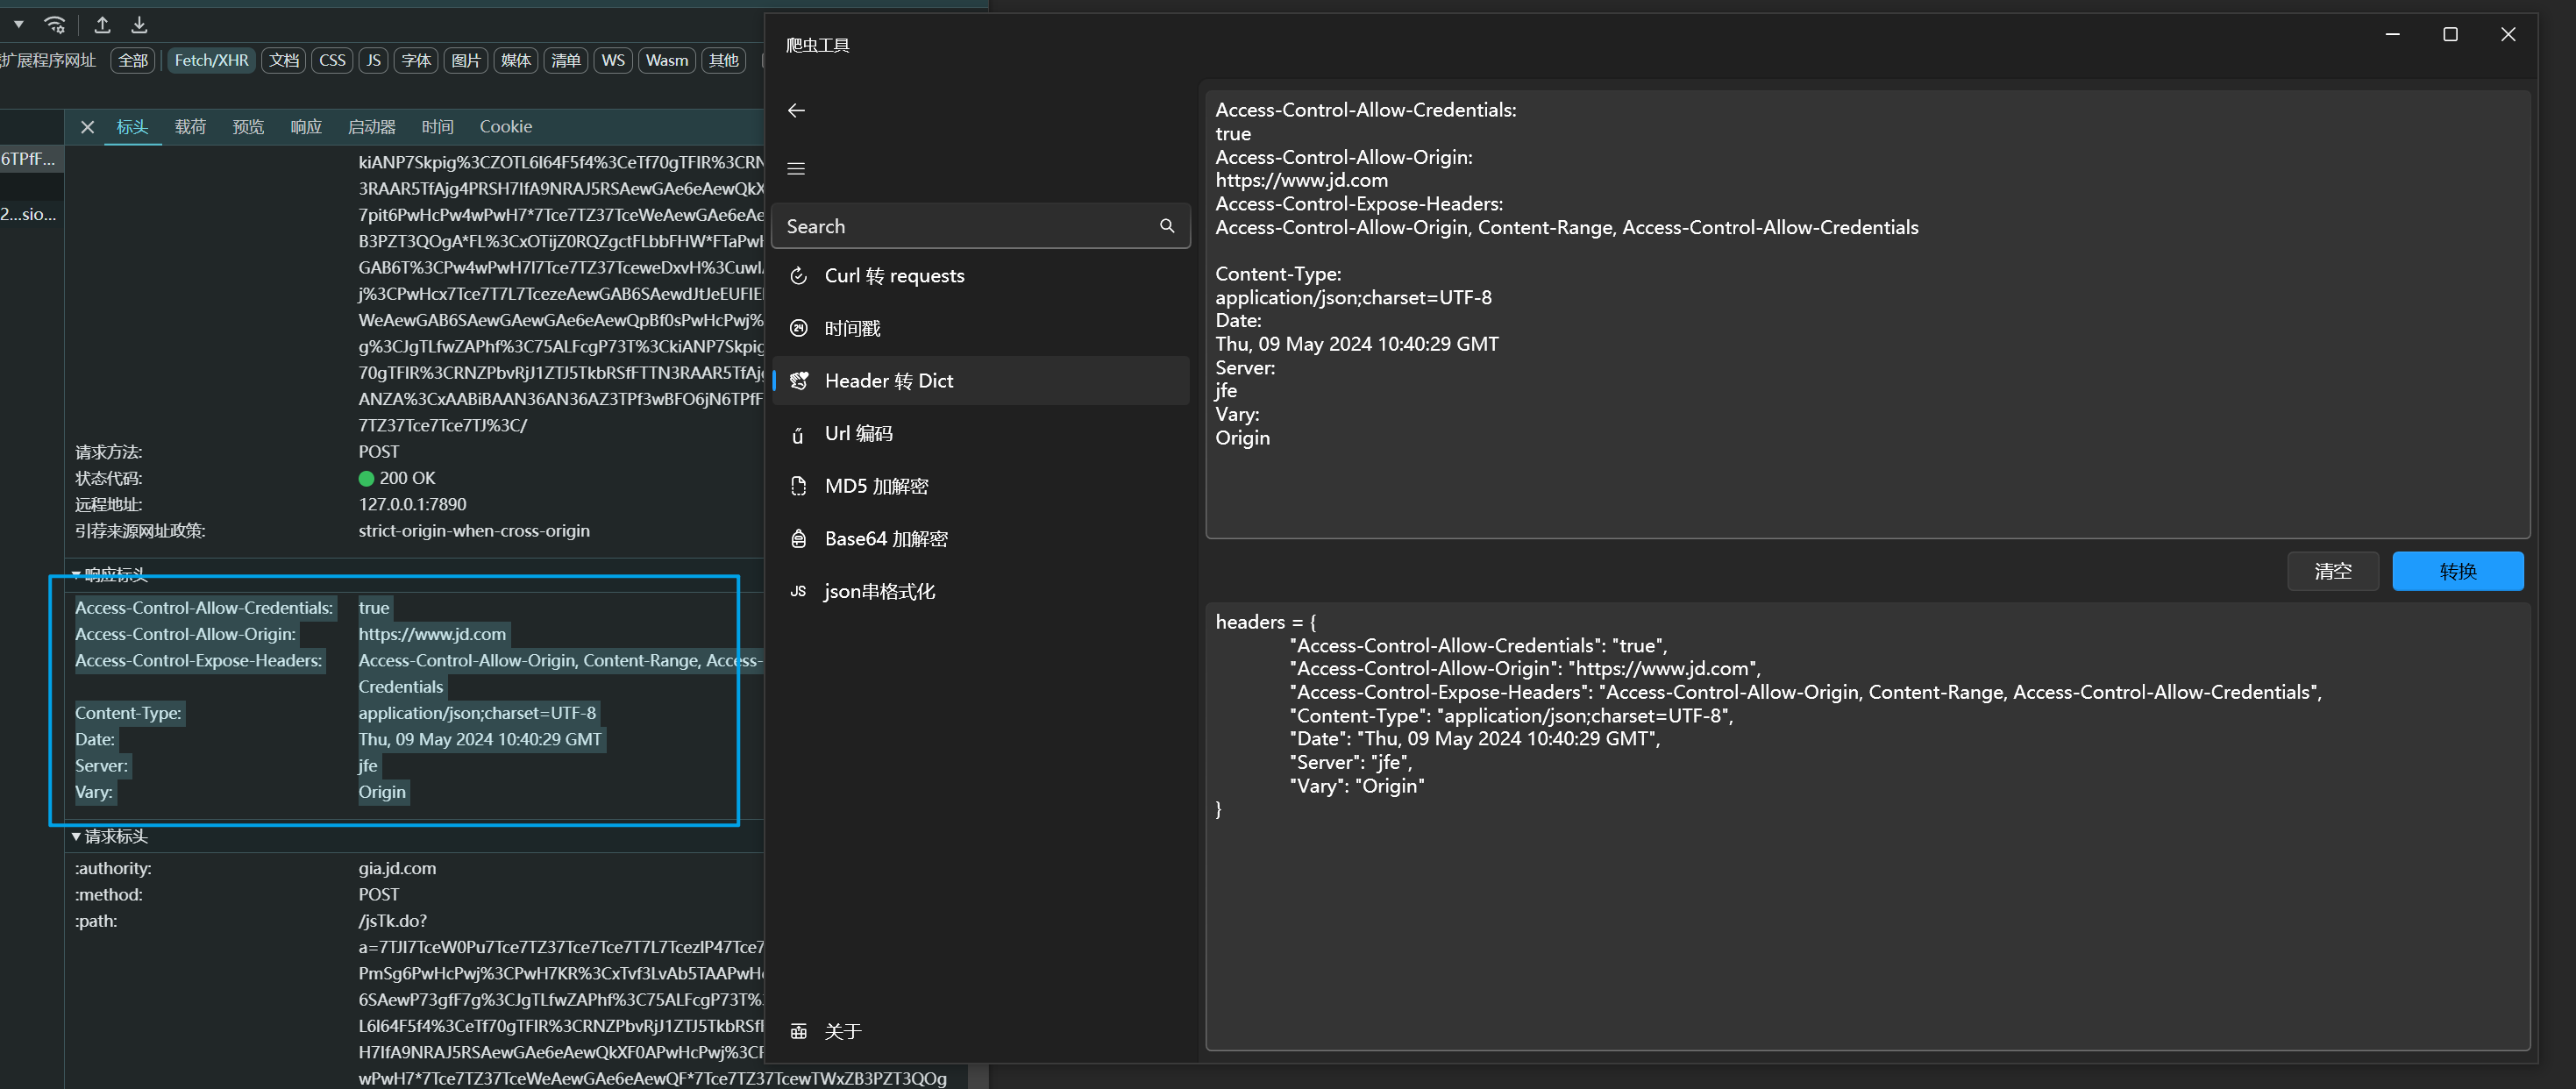 扩展程序网址 全部 Fetch/XHR 文档 CSS JS 字体 图片 媒体 清单 WS Wasm 其他
标头 载荷 预览 响应 启动器 时间 Cookie
6TPfF...
2...sio...
kiANP7Skpig%3CZOTL6I64F5f4%3CeTf70gTFIR%3CRN
3RAAR5TfAjg4PRSH7IfA9NRAJ5RSAewGAe6eAewQkX
7pit6PwHcPw4wPwH7*7Tce7TZ37TceWeAewGAe6eAe
B3PZT3QOgA*FL%3CxOTijZ0RQZgctFLbbFHW*FTaPwH
GAB6T%3CPw4wPwH7I7Tce7TZ37TceweDxvH%3CuwIA
j%3CPwHcx7Tce7T7L7TcezeAewGAB6SAewdJtJeEUFIEI
WeAewGAB6SAewGAewGAe6eAewQpBf0sPwHcPwj%
g%3CJgTLfwZAPhf%3C75ALFcgP73T%3CkiANP7Skpig
70gTFIR%3CRNZPbvRjJ1ZTJ5TkbRSfFTTN3RAAR5TfAjg
ANZA%3CxAABiBAAN36AN36AZ3TPf3wBFO6jN6TPfF
7TZ37Tce7Tce7TJ%3C/
请求方法: POST
状态代码: 200 OK
远程地址: 127.0.0.1:7890
引荐来源网址政策: strict-origin-when-cross-origin
响应标头
Access-Control-Allow-Credentials: true
Access-Control-Allow-Origin: https://www.jd.com
Access-Control-Expose-Headers: Access-Control-Allow-Origin, Content-Range, Access-
Credentials
Content-Type: application/json;charset=UTF-8
Date: Thu, 09 May 2024 10:40:29 GMT
Server: jfe
Vary: Origin
请求标头
:authority: gia.jd.com
:method: POST
:path: /jsTk.do?
a=7TJI7TceW0Pu7Tce7TZ37Tce7Tce7T7L7TcezIP47Tce7
PmSg6PwHcPwj%3CPwH7KR%3CxTvf3LvAb5TAAPwHc
6SAewP73gfF7g%3CJgTLfwZAPhf%3C75ALFcgP73T%
L6I64F5f4%3CeTf70gTFIR%3CRNZPbvRjJ1ZTJ5TkbRSfI
H7IfA9NRAJ5RSAewGAe6eAewQkXF0APwHcPwj%3CF
wPwH7*7Tce7TZ37TceWeAewGAe6eAewQF*7Tce7TZ37TcewTWxZB3PZT3QOg
爬虫工具
Search
Curl 转 requests
时间戳
Header 转 Dict
Url 编码
MD5 加解密
Base64 加解密
json串格式化
关于
Access-Control-Allow-Credentials:
true
Access-Control-Allow-Origin:
https://www.jd.com
Access-Control-Expose-Headers:
Access-Control-Allow-Origin, Content-Range, Access-Control-Allow-Credentials
Content-Type:
application/json;charset=UTF-8
Date:
Thu, 09 May 2024 10:40:29 GMT
Server:
jfe
Vary:
Origin
清空 转换
headers = {
"Access-Control-Allow-Credentials": "true",
"Access-Control-Allow-Origin": "https://www.jd.com",
"Access-Control-Expose-Headers": "Access-Control-Allow-Origin, Content-Range, Access-Control-Allow-Credentials",
"Content-Type": "application/json;charset=UTF-8",
"Date": "Thu, 09 May 2024 10:40:29 GMT",
"Server": "jfe",
"Vary": "Origin"
}